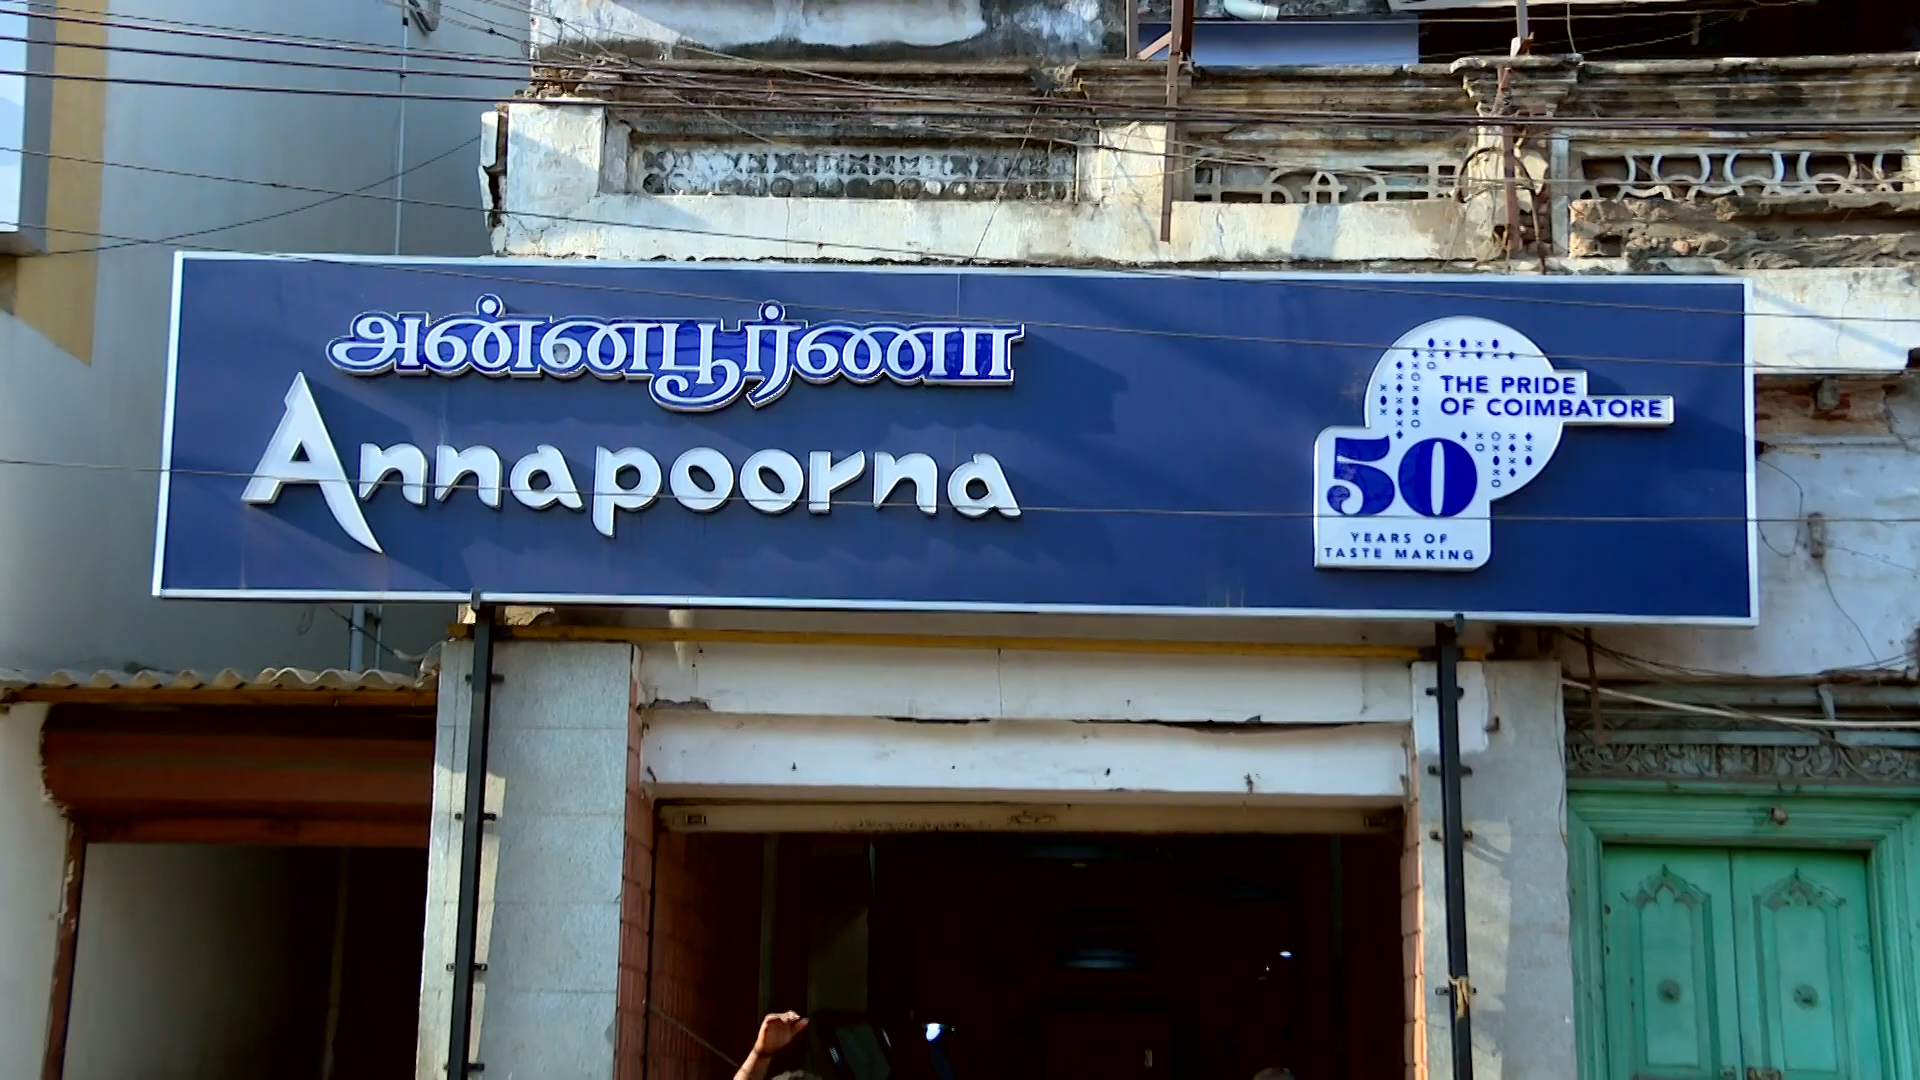 அன்னபூர்ணா
Annapoorna
THE PRIDE
OF COIMBATORE
50
YEARS OF
TASTE MAKING